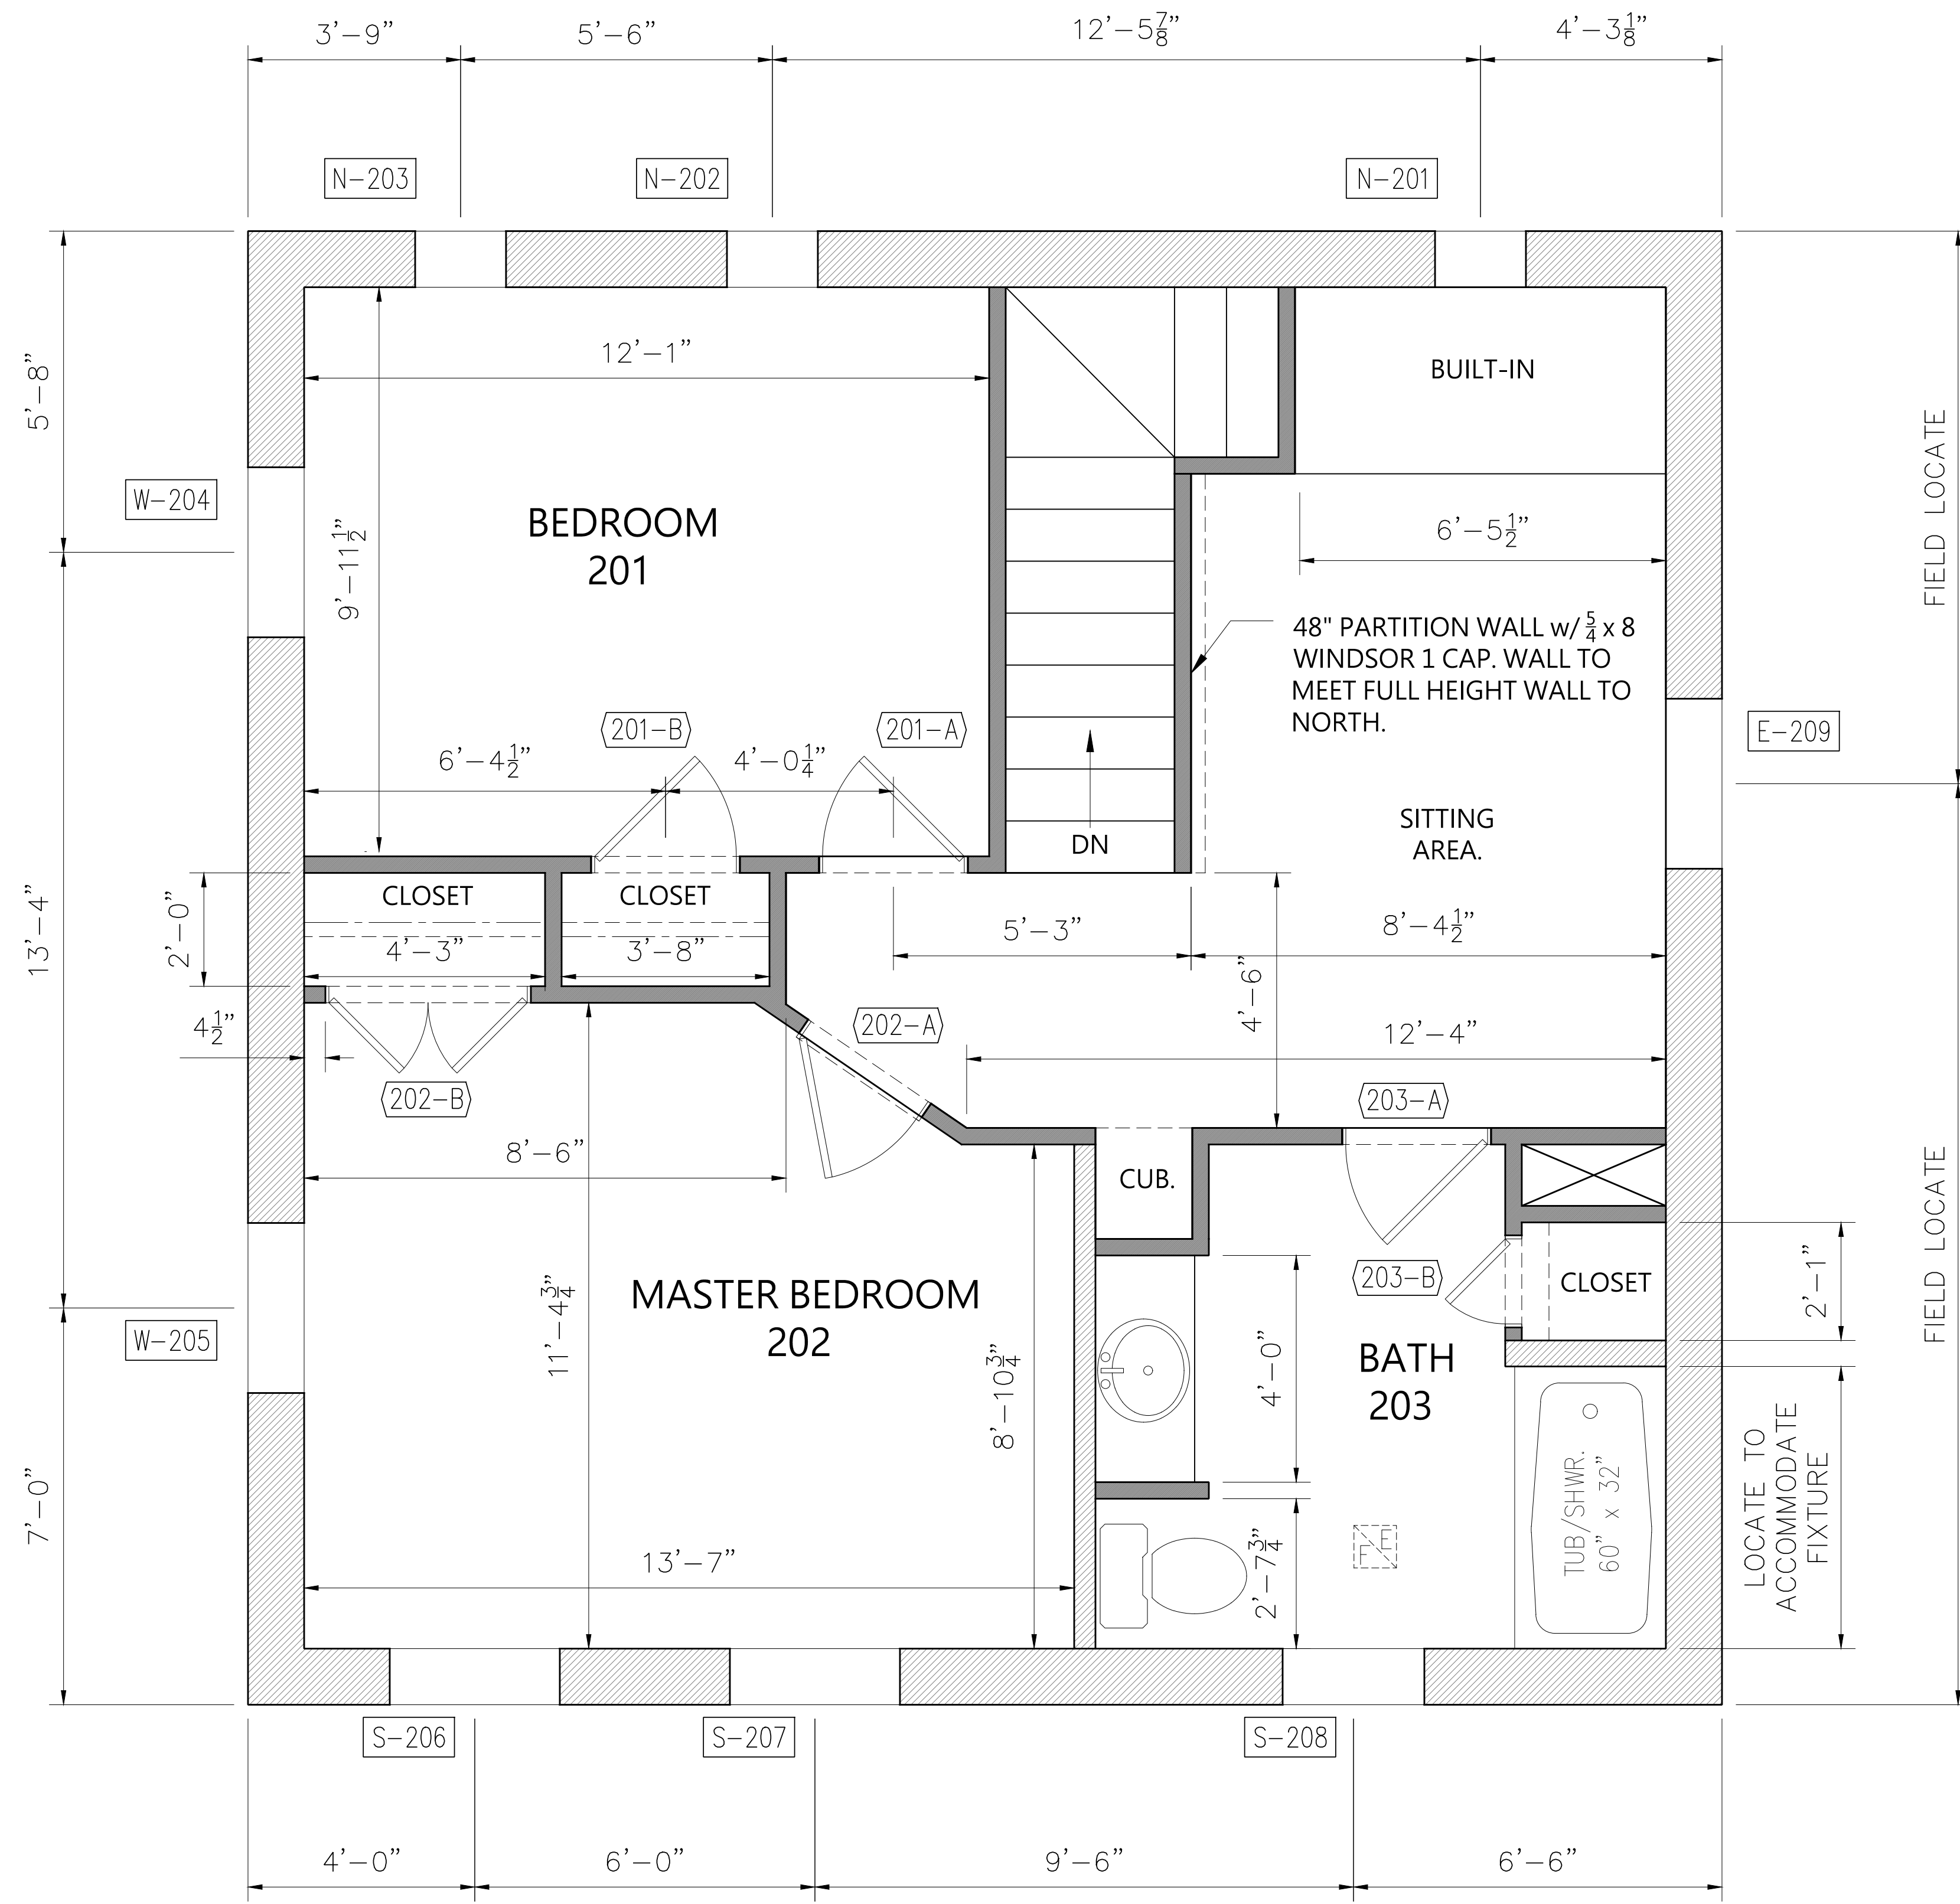 3'-9"
5'-6"
12'-5⅞"
4'-3⅛"
N-203
N-202
N-201
5'-8"
12'-1"
BUILT-IN
FIELD LOCATE
W-204
BEDROOM
201
9'-11½"
6'-5½"
48" PARTITION WALL w/ 5/4 x 8
WINDSOR 1 CAP. WALL TO
MEET FULL HEIGHT WALL TO
NORTH.
201-B
201-A
E-209
6'-4½"
4'-0¼"
SITTING
AREA.
DN
13'-4"
2'-0"
CLOSET
CLOSET
4'-3"
3'-8"
5'-3"
8'-4½"
4'-6"
4½"
202-A
12'-4"
202-B
203-A
8'-6"
CUB.
FIELD LOCATE
203-B
CLOSET
2'-1"
MASTER BEDROOM
202
11'-4¾"
W-205
8'-10¾"
4'-0"
BATH
203
7'-0"
TUB/SHWR.
60" x 32"
LOCATE TO
ACCOMMODATE
FIXTURE
13'-7"
2'-7¾"
F E
S-206
S-207
S-208
4'-0"
6'-0"
9'-6"
6'-6"